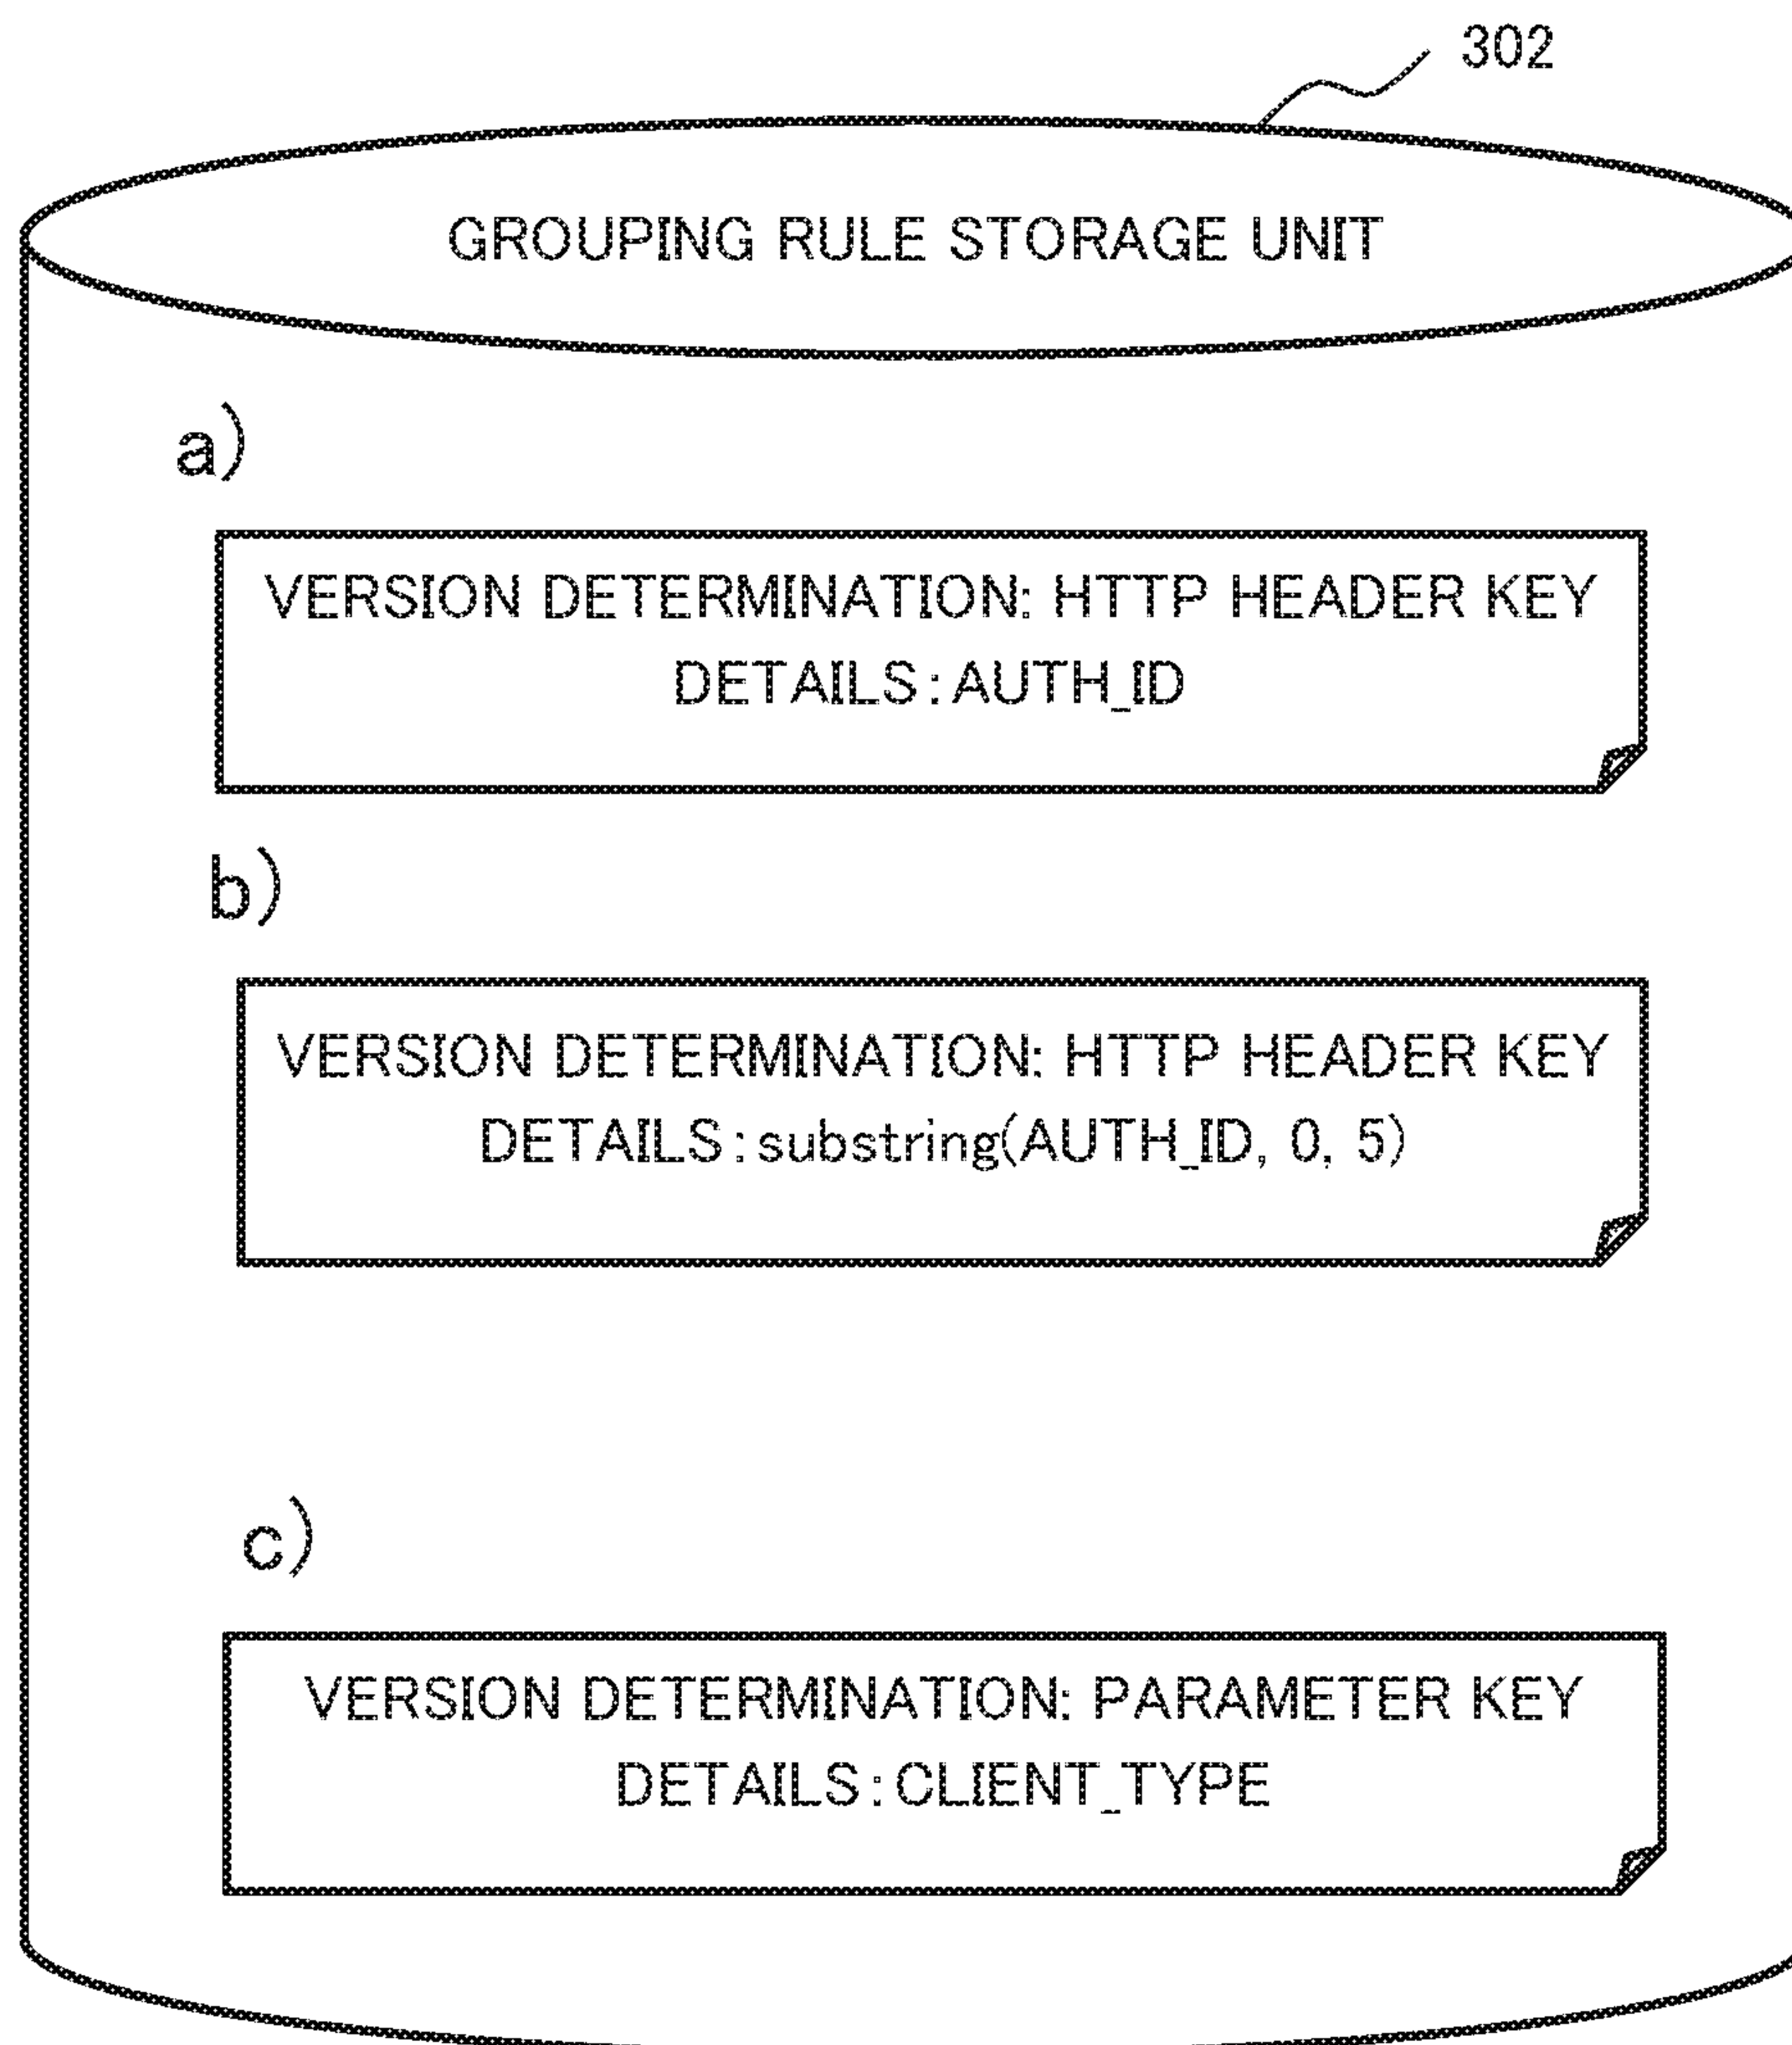 302
GROUPING RULE STORAGE UNIT
a)
VERSION DETERMINATION: HTTP HEADER KEY
DETAILS:AUTH_ID
b)
VERSION DETERMINATION: HTTP HEADER KEY
DETAILS:substring(AUTH_ID, 0, 5)
c)
VERSION DETERMINATION: PARAMETER KEY
DETAILS:CLIENT_TYPE